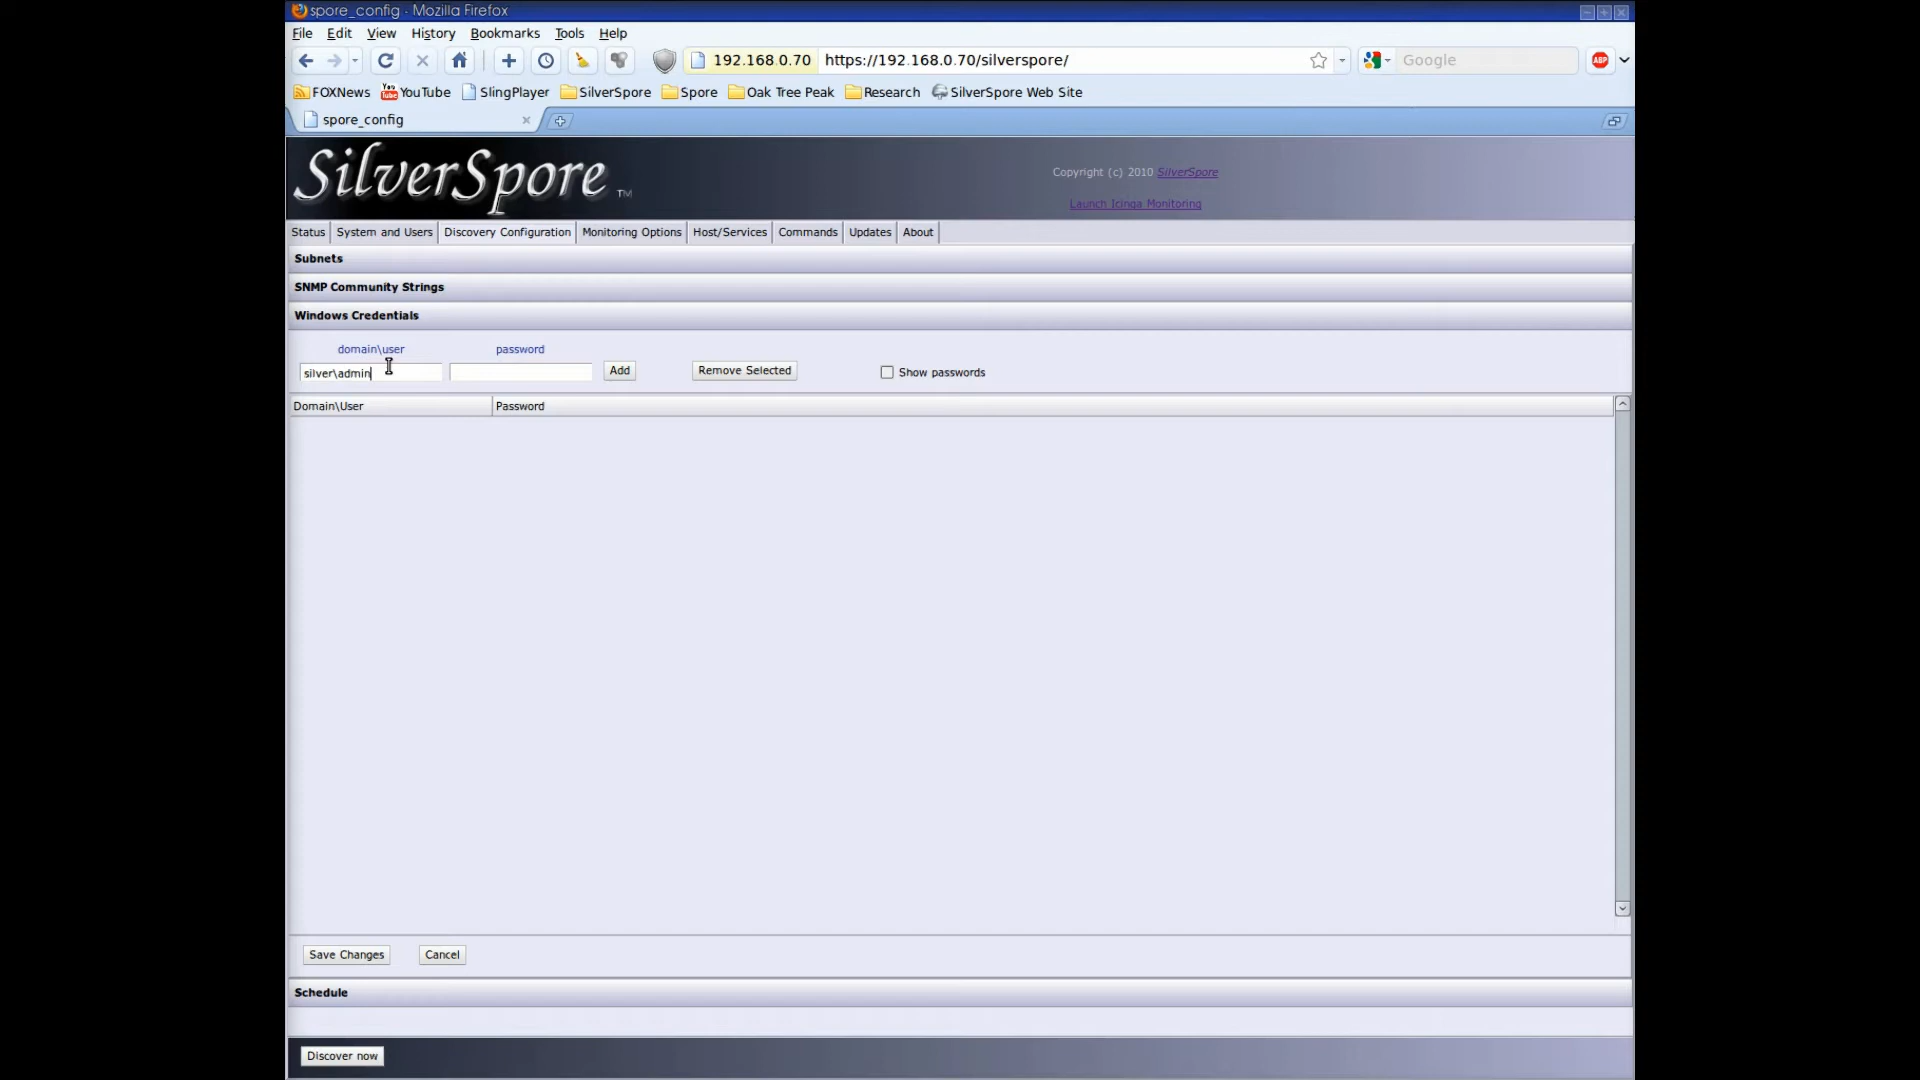 spore_config - Mozilla Firefox
File Edit View History Bookmarks Tools Help
192.168.0.70 https://192.168.0.70/silverspore/ Google ABP
FOXNews YouTube SlingPlayer SilverSpore Spore Oak Tree Peak Research SilverSpore Web Site
spore_config
SilverSpore TM
Copyright (c) 2010 SilverSpore
Launch Icinga Monitoring
Status System and Users Discovery Configuration Monitoring Options Host/Services Commands Updates About
Subnets
SNMP Community Strings
Windows Credentials
domain\user password
silver\admin Add Remove Selected Show passwords
Domain\User Password
Save Changes Cancel
Schedule
Discover now